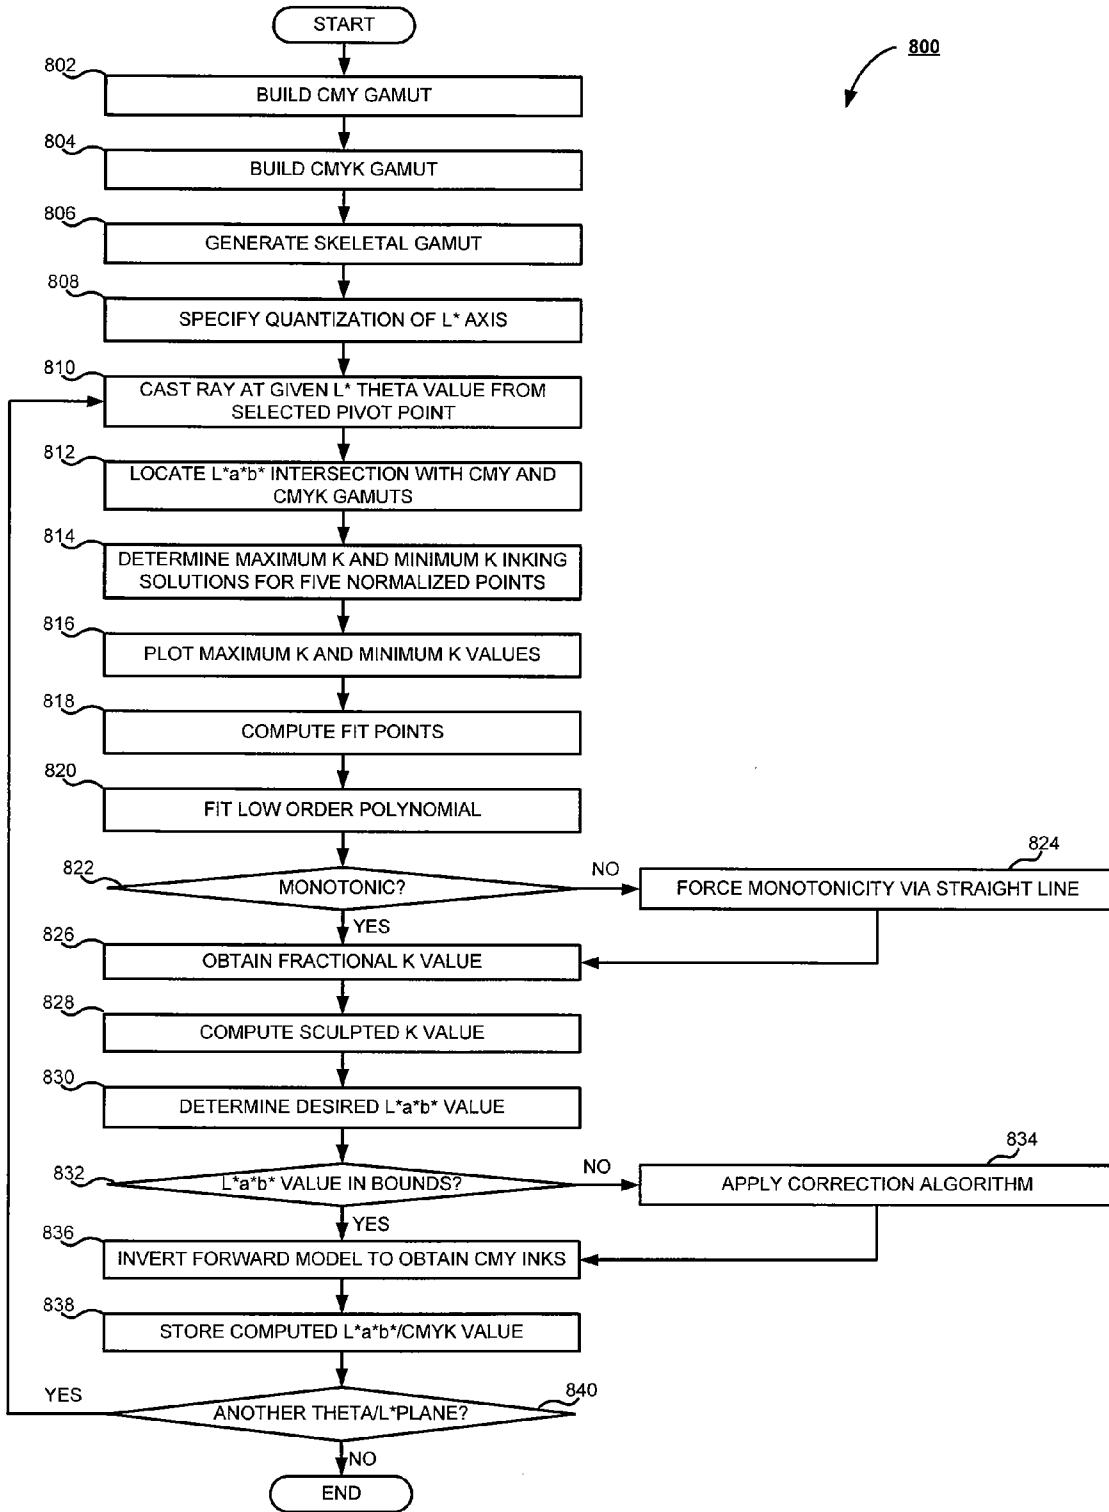 START
800
802
BUILD CMY GAMUT
804
BUILD CMYK GAMUT
806
GENERATE SKELETAL GAMUT
808
SPECIFY QUANTIZATION OF L* AXIS
810
CAST RAY AT GIVEN L* THETA VALUE FROM
SELECTED PIVOT POINT
812
LOCATE L*a*b* INTERSECTION WITH CMY AND
CMYK GAMUTS
814
DETERMINE MAXIMUM K AND MINIMUM K INKING
SOLUTIONS FOR FIVE NORMALIZED POINTS
816
PLOT MAXIMUM K AND MINIMUM K VALUES
818
COMPUTE FIT POINTS
820
FIT LOW ORDER POLYNOMIAL
822
MONOTONIC?
NO
824
FORCE MONOTONICITY VIA STRAIGHT LINE
YES
826
OBTAIN FRACTIONAL K VALUE
828
COMPUTE SCULPTED K VALUE
830
DETERMINE DESIRED L*a*b* VALUE
832
L*a*b* VALUE IN BOUNDS?
NO
834
APPLY CORRECTION ALGORITHM
YES
836
INVERT FORWARD MODEL TO OBTAIN CMY INKS
838
STORE COMPUTED L*a*b*/CMYK VALUE
YES
840
ANOTHER THETA/L*PLANE?
NO
END